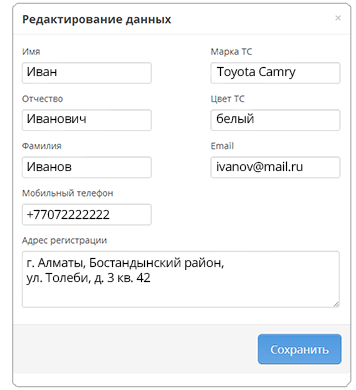 Редактирование данных ×
Имя Марка ТС
Иван Toyota Camry
Отчество Цвет ТС
Иванович белый
Фамилия Email
Иванов ivanov@mail.ru
Мобильный телефон
+77072222222
Адрес регистрации
г. Алматы, Бостандынский район,
ул. Толеби, д. 3 кв. 42
Сохранить